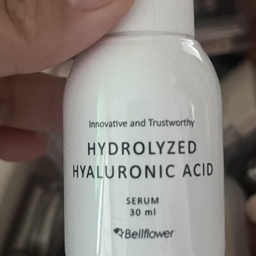 Innovative and Trustworthy
HYDROLYZED
HYALURONIC ACID
SERUM
30 ml
Bellflower